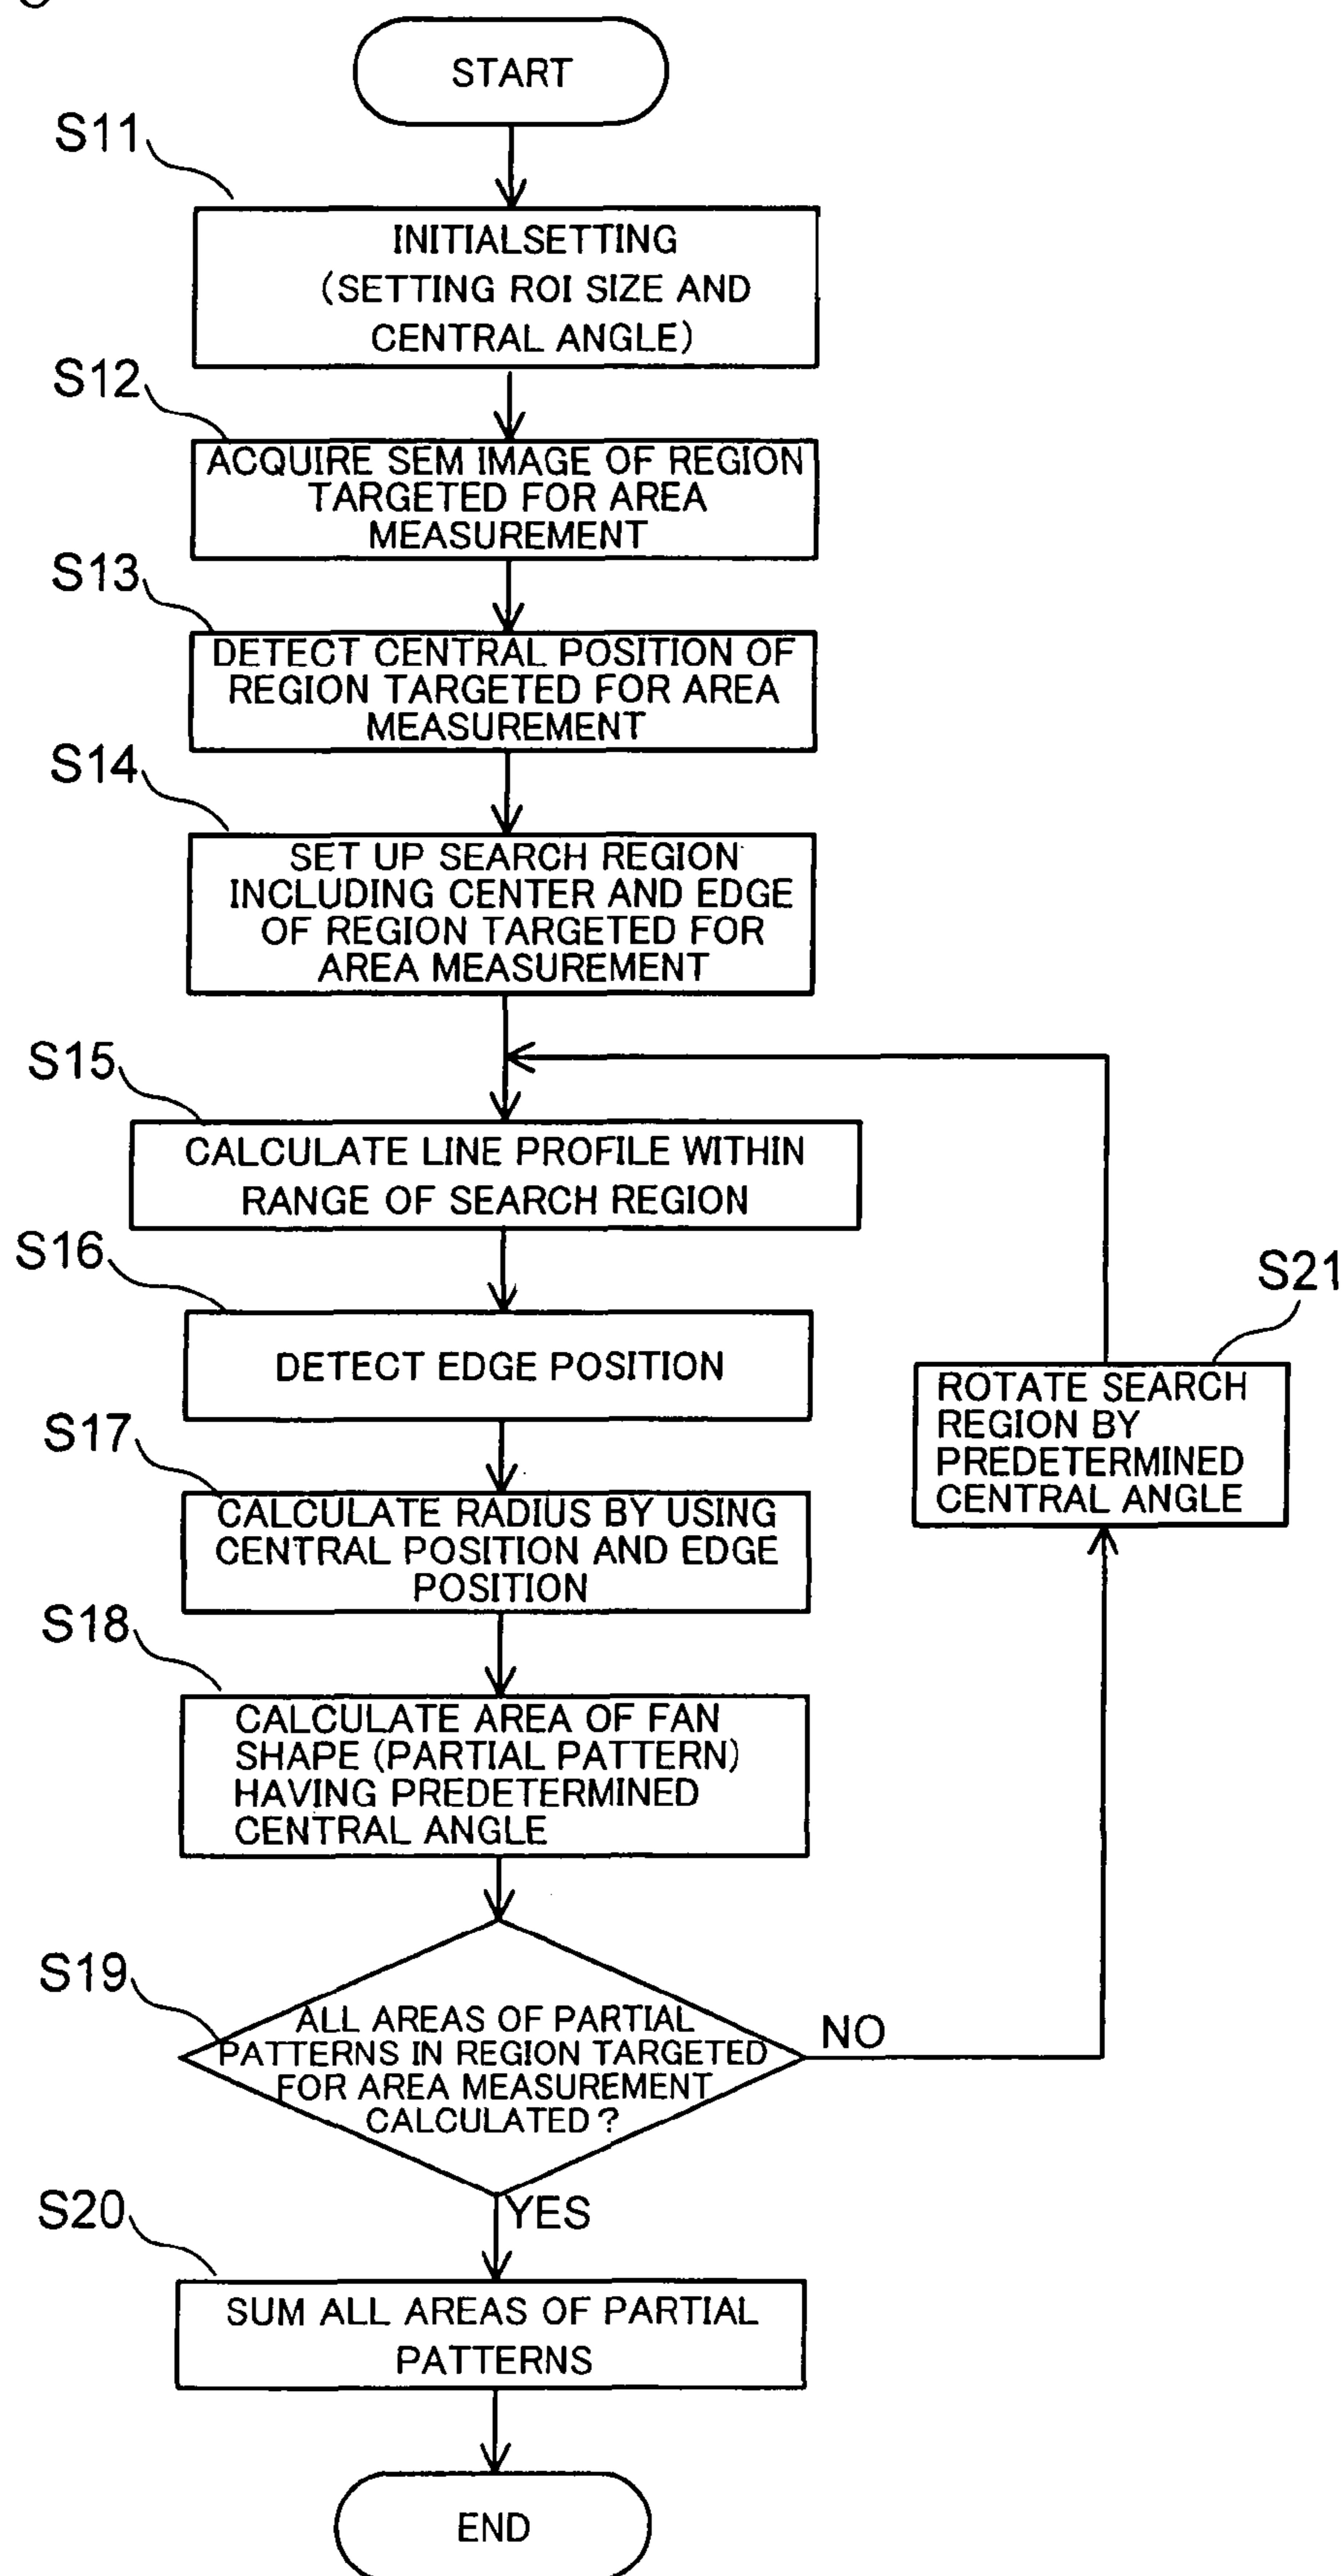 START
S11
INITIALSETTING
(SETTING ROI SIZE AND
CENTRAL ANGLE)
S12
ACQUIRE SEM IMAGE OF REGION
TARGETED FOR AREA
MEASUREMENT
S13
DETECT CENTRAL POSITION OF
REGION TARGETED FOR AREA
MEASUREMENT
S14
SET UP SEARCH REGION
INCLUDING CENTER AND EDGE
OF REGION TARGETED FOR
AREA MEASUREMENT
S15
CALCULATE LINE PROFILE WITHIN
RANGE OF SEARCH REGION
S16
DETECT EDGE POSITION
S21
ROTATE SEARCH
REGION BY
PREDETERMINED
CENTRAL ANGLE
S17
CALCULATE RADIUS BY USING
CENTRAL POSITION AND EDGE
POSITION
S18
CALCULATE AREA OF FAN
SHAPE (PARTIAL PATTERN)
HAVING PREDETERMINED
CENTRAL ANGLE
S19
ALL AREAS OF PARTIAL
PATTERNS IN REGION TARGETED
FOR AREA MEASUREMENT
CALCULATED?
NO
YES
S20
SUM ALL AREAS OF PARTIAL
PATTERNS
END